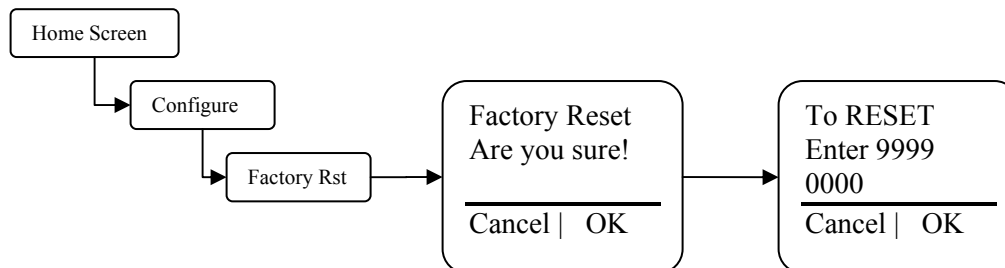 Home Screen
Configure
Factory Rst
Factory Reset
Are you sure!
Cancel | OK
To RESET
Enter 9999
0000
Cancel | OK